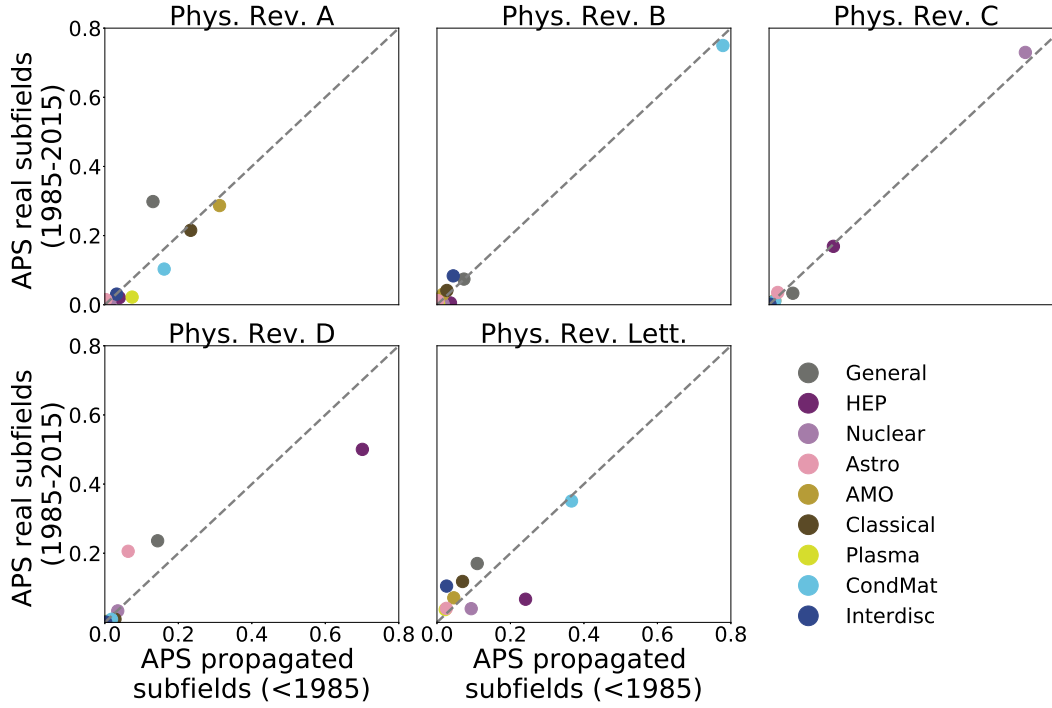 Phys. Rev. A
Phys. Rev. B
Phys. Rev. C
APS real subfields
(1985-2015)
0.8
0.6
0.4
0.2
0.0
Phys. Rev. D
Phys. Rev. Lett.
APS real subfields
(1985-2015)
0.8
0.6
0.4
0.2
0.0
0.2
0.4
0.6
0.8
0.0
0.2
0.4
0.6
0.8
APS propagated
subfields (<1985)
APS propagated
subfields (<1985)
General
HEP
Nuclear
Astro
AMO
Classical
Plasma
CondMat
Interdisc